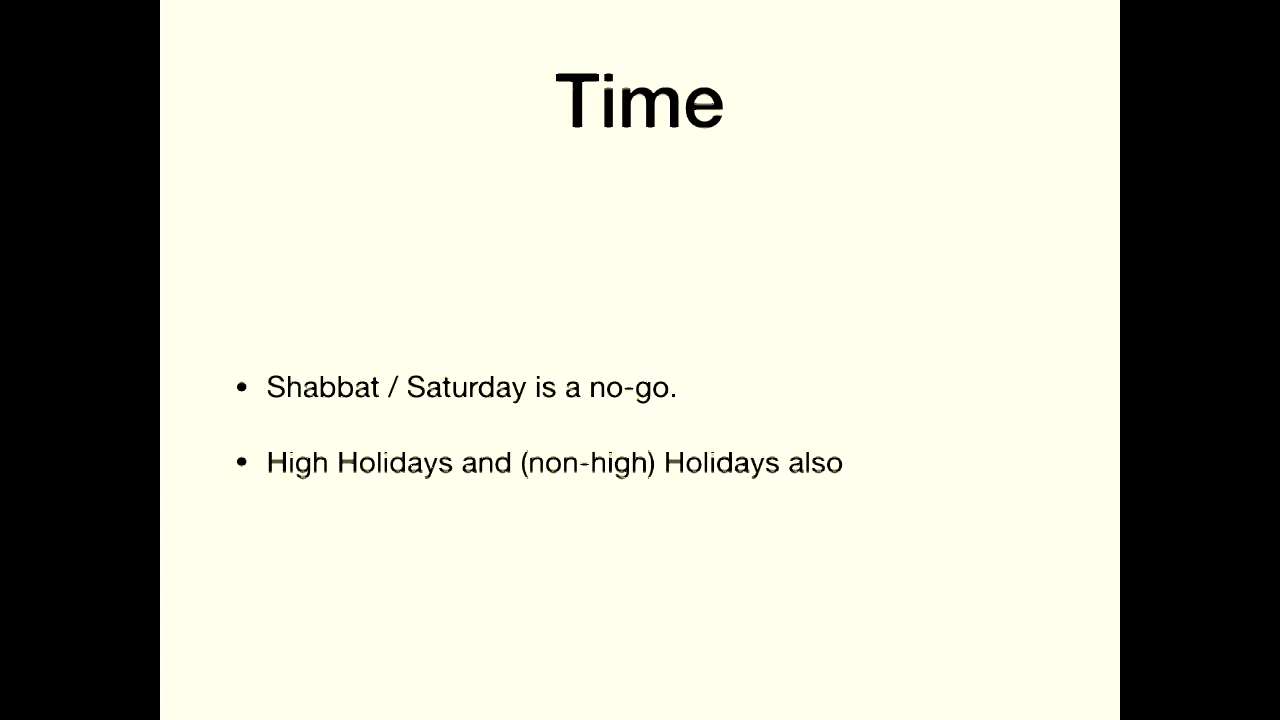 Time
• Shabbat / Saturday is a no-go.
• High Holidays and (non-high) Holidays also